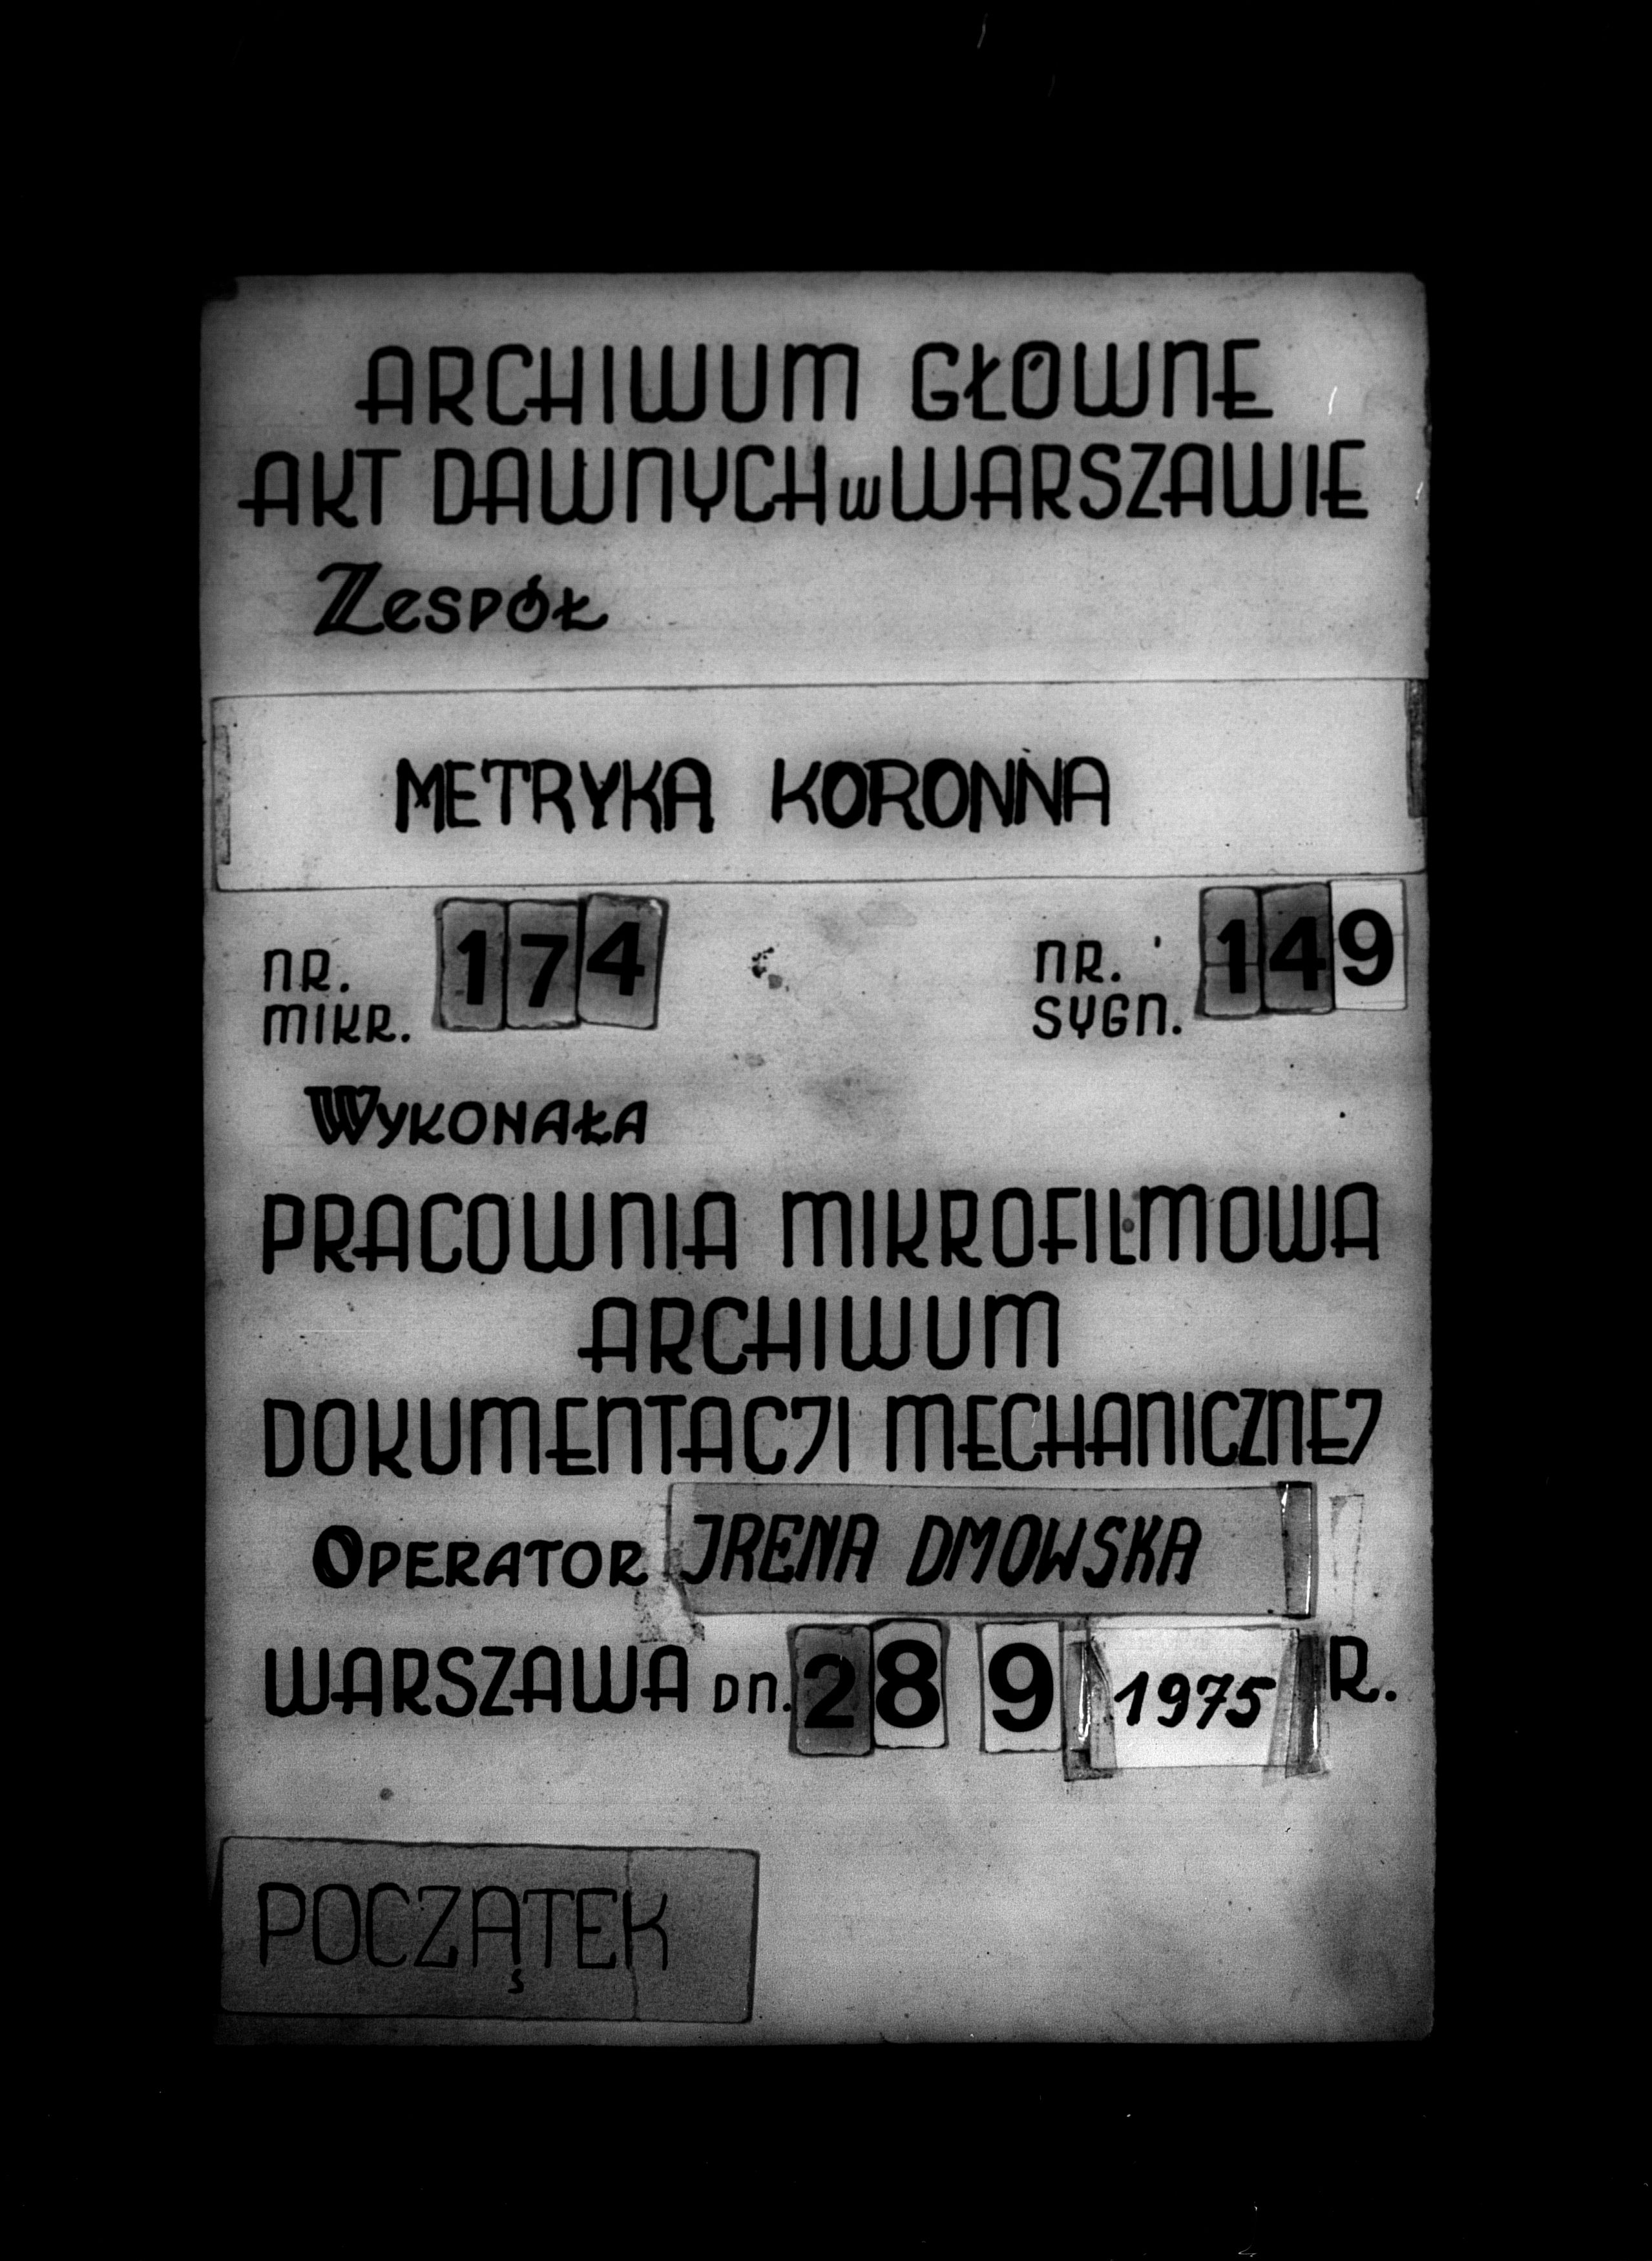 ARCHIWUM GŁÓWNE
AKT DAWNYCH w WARSZAWIE
Zespół
METRYKA KORONNA
NR. MIKR. 174
NR. SYGN. 149
WYKONAŁA
PRACOWNIA MIKROFILMOWA
ARCHIWUM
DOKUMENTACJI MECHANICZNEJ
OPERATOR IRENA DMOWSKA
WARSZAWA DN. 28 9 1975 R.
POCZĄTEK